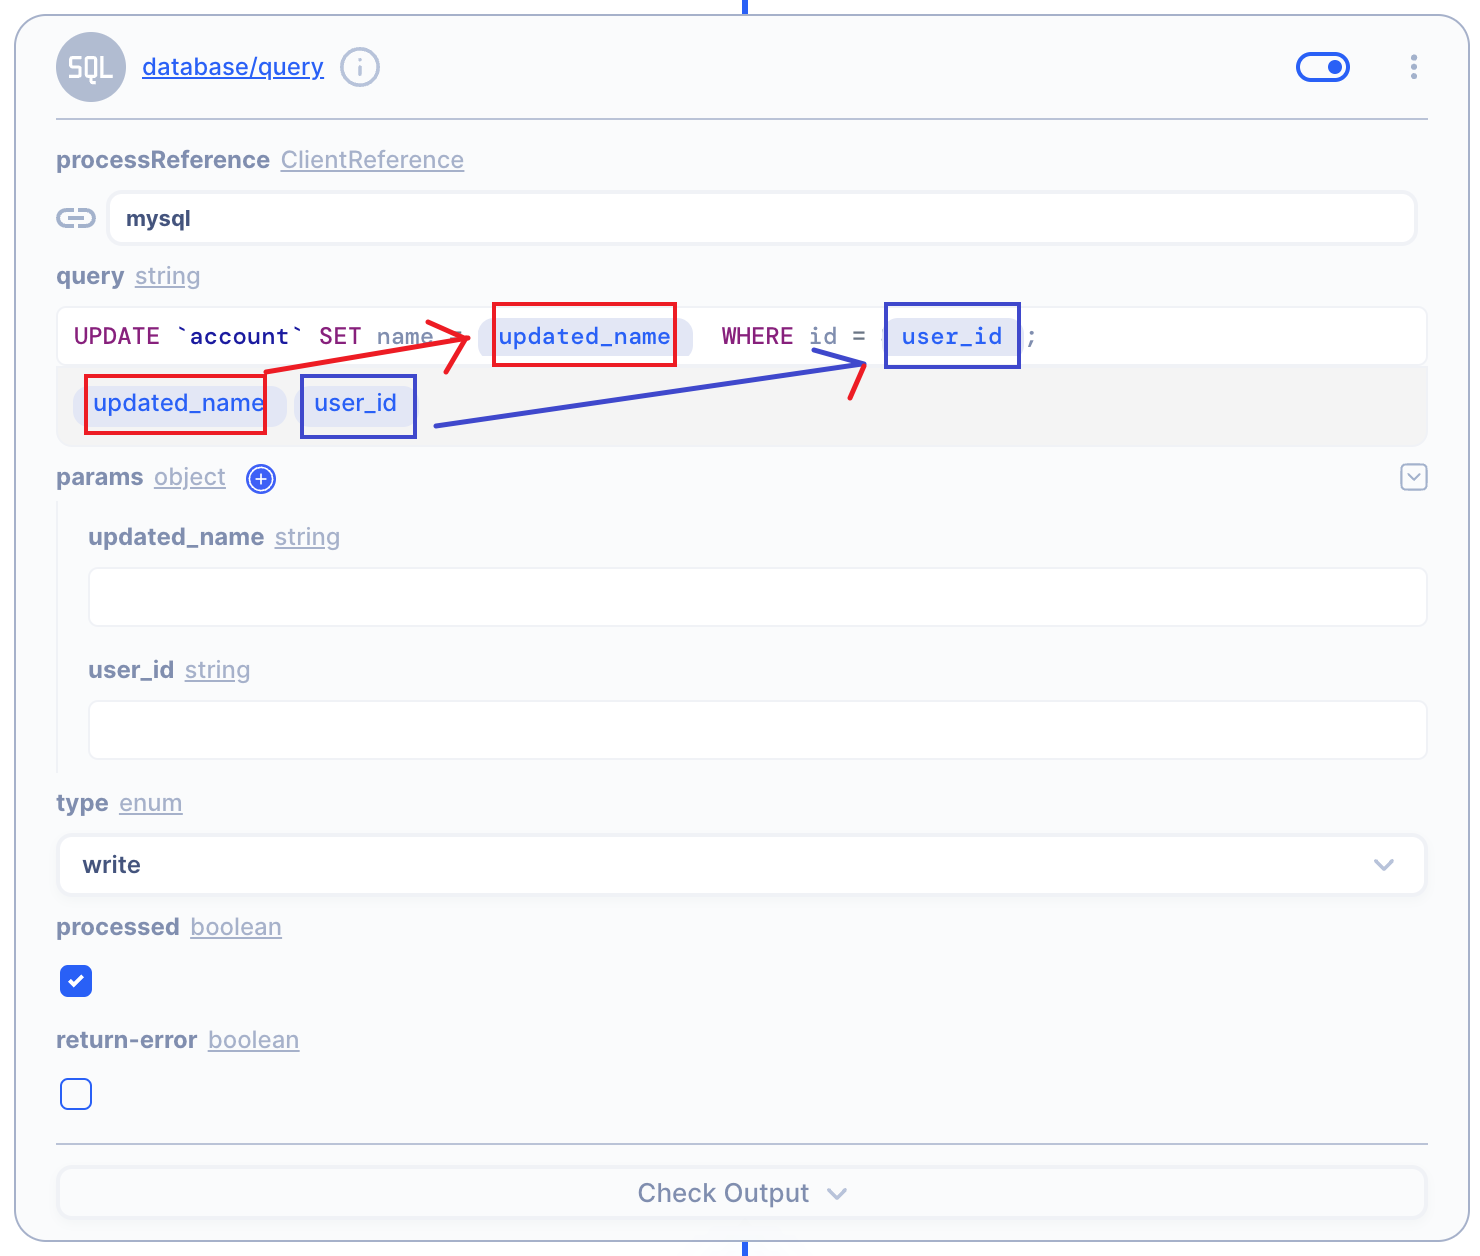 SQL database/query
processReference ClientReference
mysql
query string
UPDATE `account` SET name = updated_name WHERE id = user_id ;
updated_name user_id
params object
updated_name string
user_id string
type enum
write
processed boolean
return-error boolean
Check Output